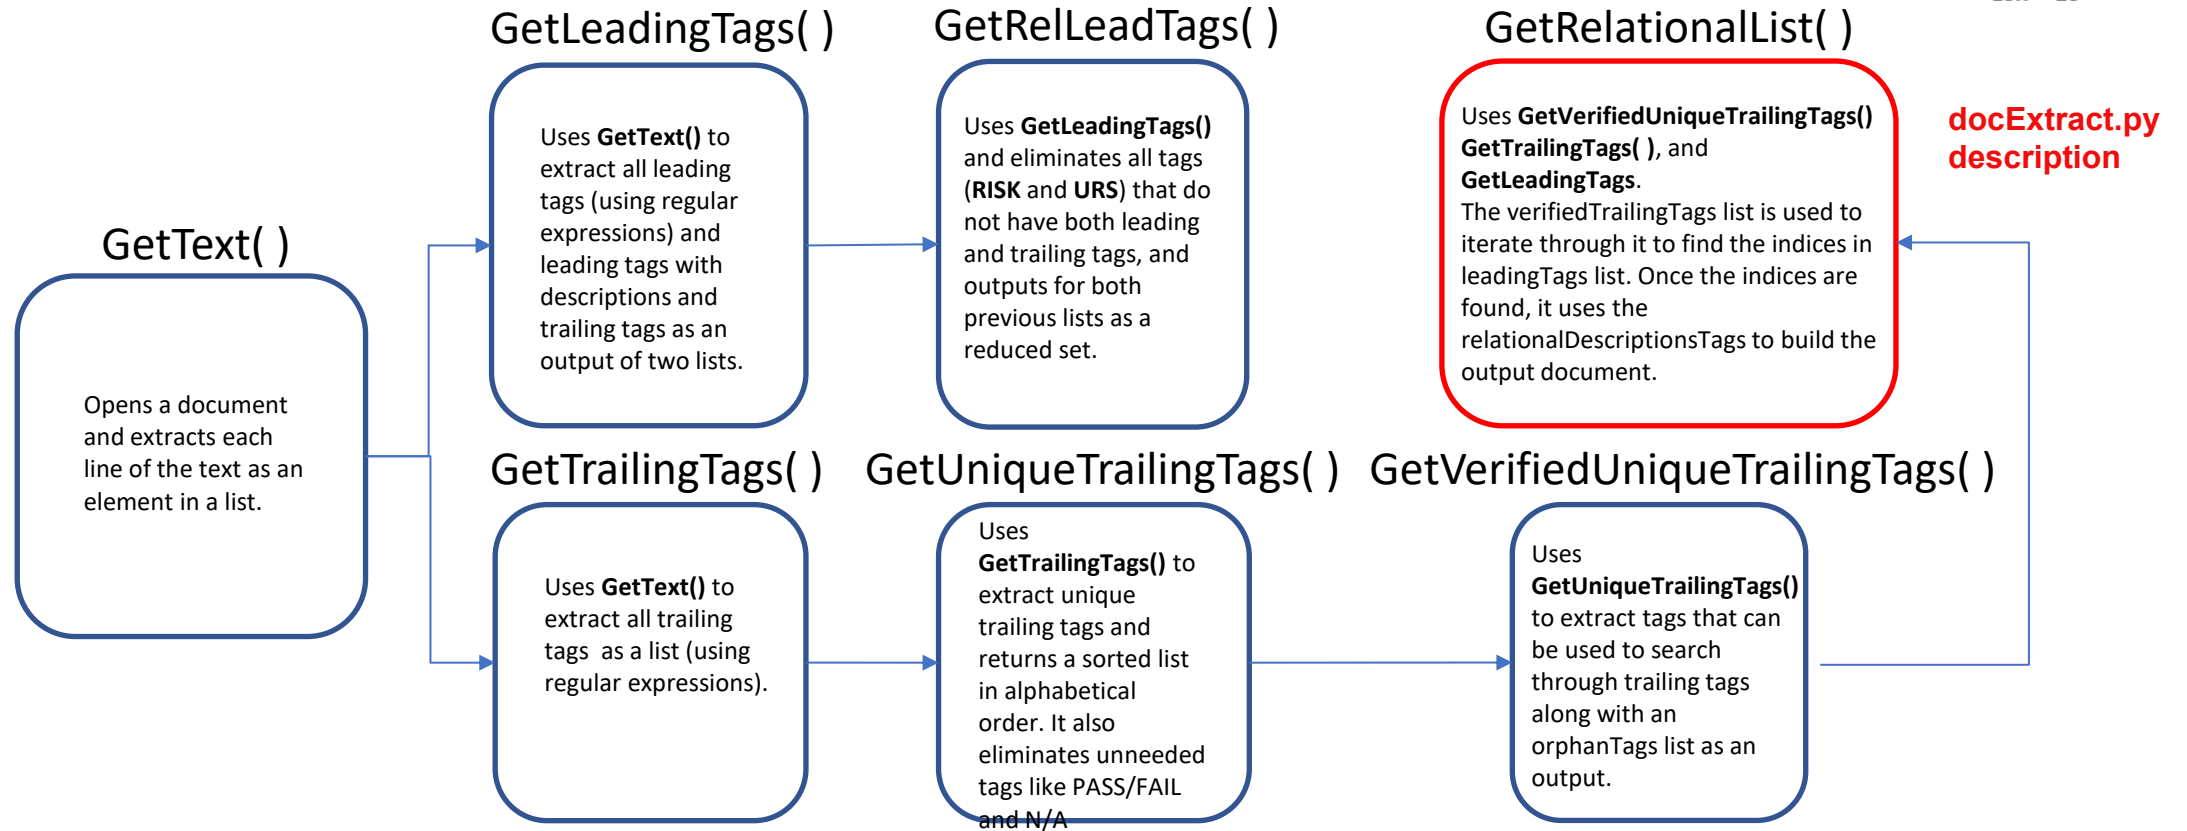 GetLeadingTags( )
GetRelLeadTags( )
GetRelationalList( )
Uses GetText() to
extract all leading
tags (using regular
expressions) and
leading tags with
descriptions and
trailing tags as an
output of two lists.
Uses GetLeadingTags()
and eliminates all tags
(RISK and URS) that do
not have both leading
and trailing tags, and
outputs for both
previous lists as a
reduced set.
Uses GetVerifiedUniqueTrailingTags()
GetTrailingTags( ), and
GetLeadingTags.
The verifiedTrailingTags list is used to
iterate through it to find the indices in
leadingTags list. Once the indices are
found, it uses the
relationalDescriptionsTags to build the
output document.
docExtract.py
description
GetText( )
Opens a document
and extracts each
line of the text as an
element in a list.
GetTrailingTags( )
GetUniqueTrailingTags( )
GetVerifiedUniqueTrailingTags( )
Uses GetText() to
extract all trailing
tags as a list (using
regular expressions).
Uses
GetTrailingTags() to
extract unique
trailing tags and
returns a sorted list
in alphabetical
order. It also
eliminates unneeded
tags like PASS/FAIL
and N/A
Uses
GetUniqueTrailingTags()
to extract tags that can
be used to search
through trailing tags
along with an
orphanTags list as an
output.